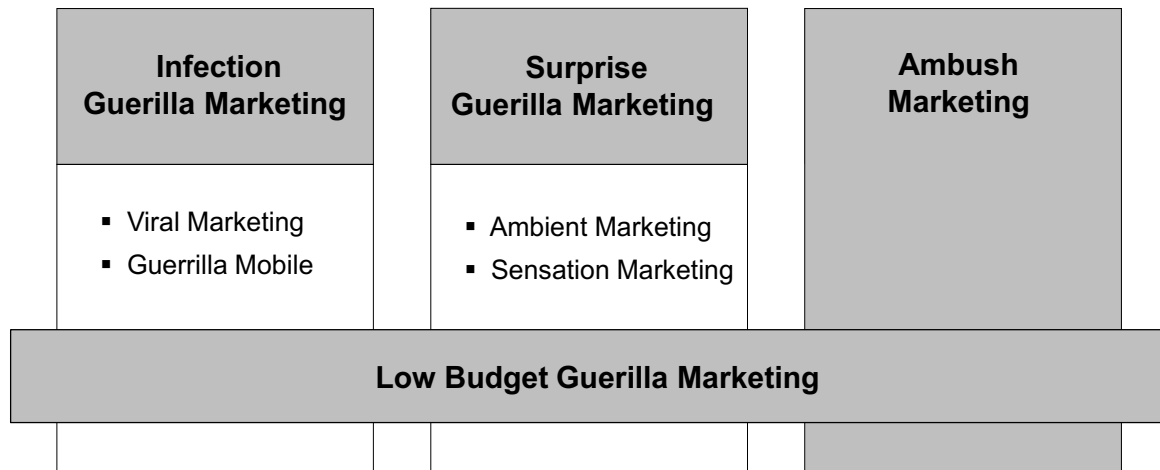 Infection
Guerilla Marketing
▪ Viral Marketing
▪ Guerrilla Mobile
Surprise
Guerilla Marketing
▪ Ambient Marketing
▪ Sensation Marketing
Ambush
Marketing
Low Budget Guerilla Marketing